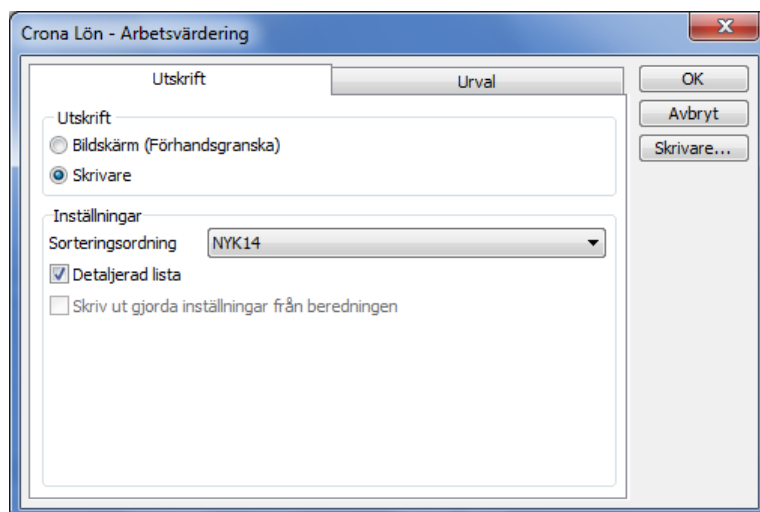 Crona Lön - Arbetsvärdering
Utskrift
Urval
OK
Avbryt
Skrivare...
Utskrift
Bildskärm (Förhandsgranska)
Skrivare
Inställningar
Sorteringsordning NYK14
Detaljerad lista
Skriv ut gjorda inställningar från beredningen